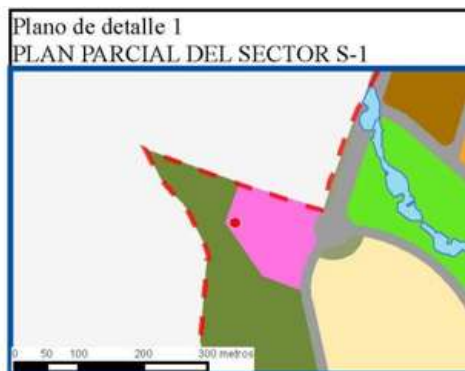 Plano de detalle 1
PLAN PARCIAL DEL SECTOR S-1
0 50 100 200 300 metros